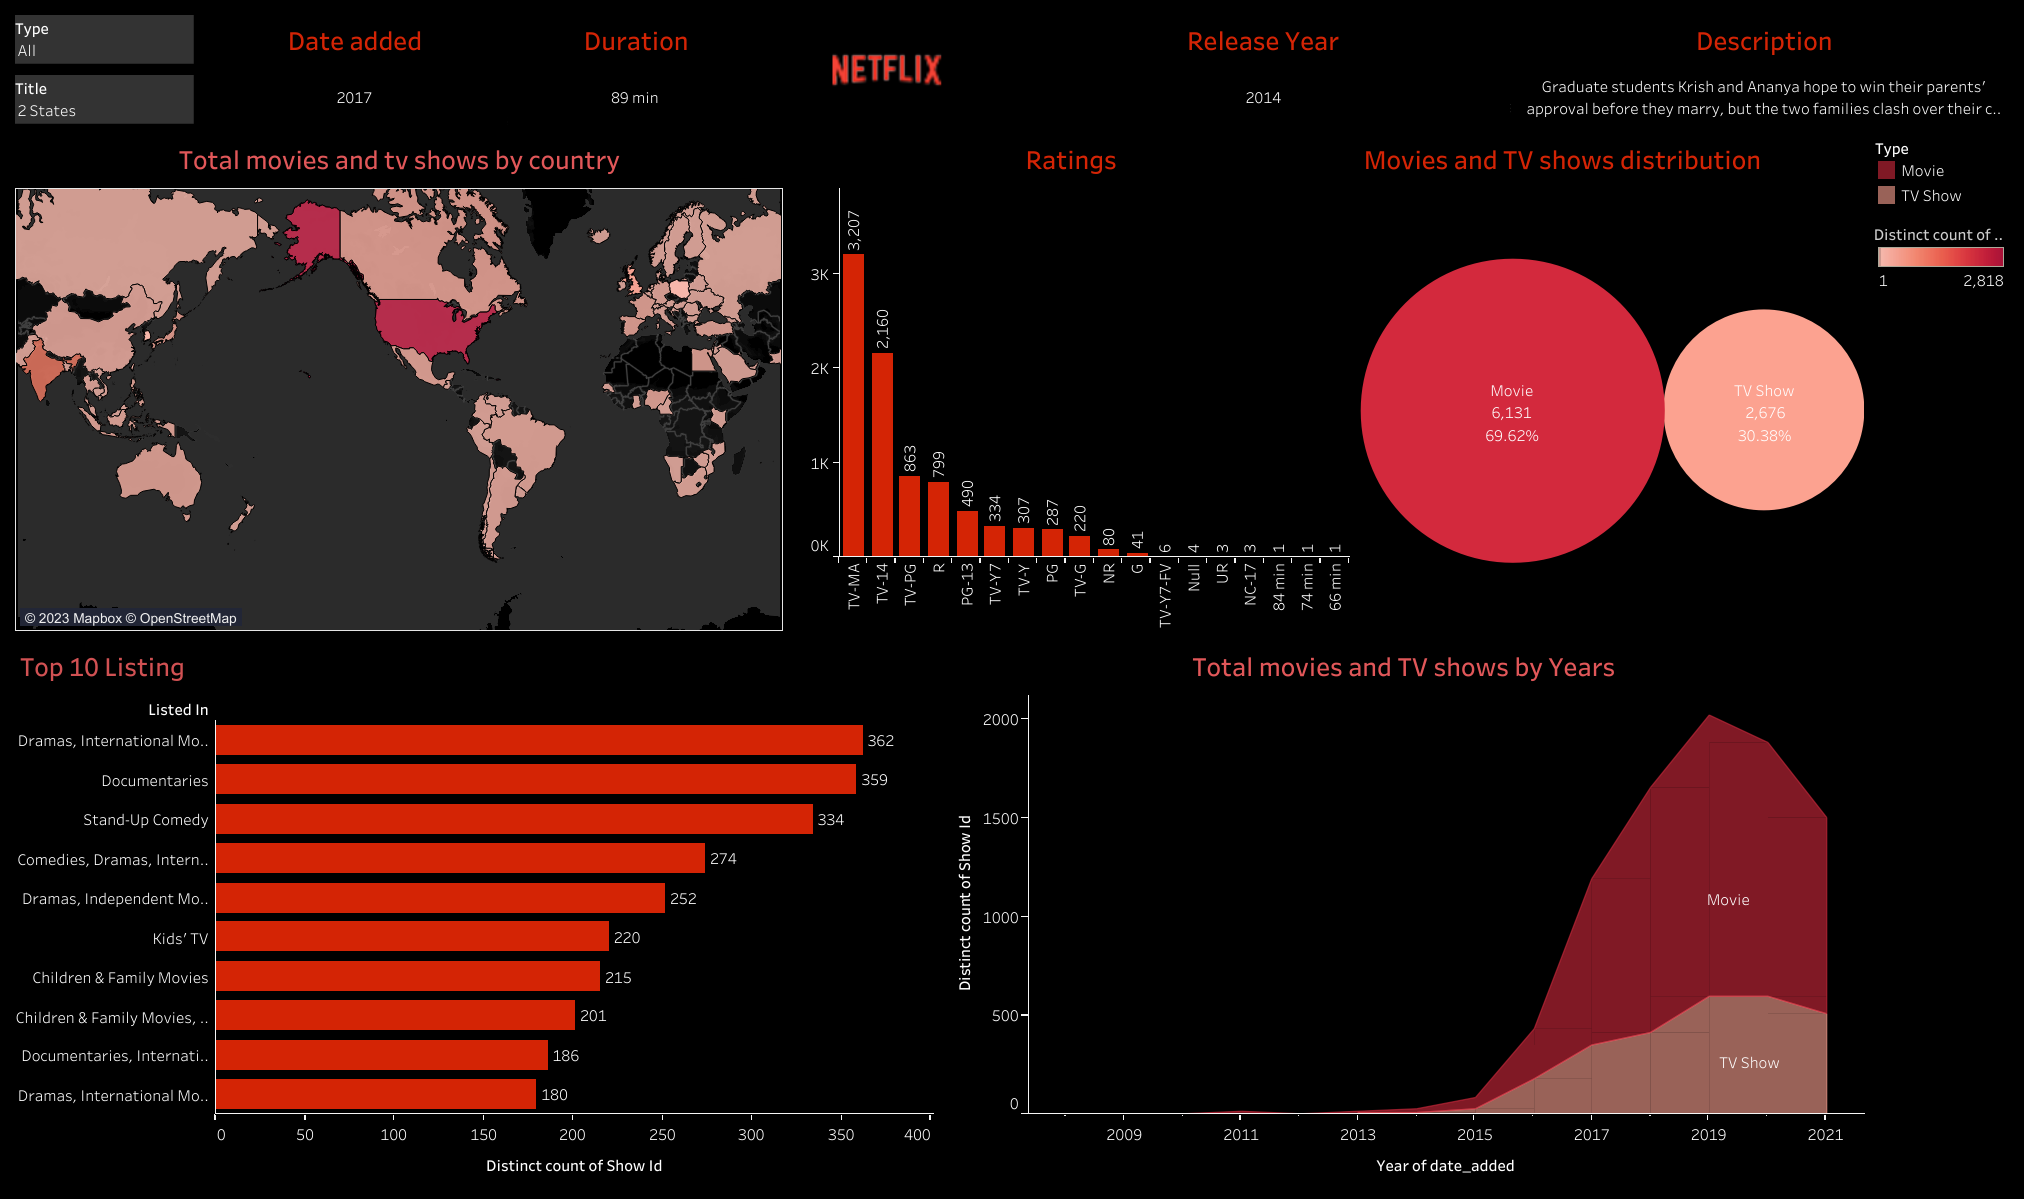 Type
All
Title
2 States
Date added
2017
Duration
89 min
NETFLIX
Release Year
2014
Description
Graduate students Krish and Ananya hope to win their parents’
approval before they marry, but the two families clash over their c..
Total movies and tv shows by country
© 2023 Mapbox © OpenStreetMap
Ratings
3K
2K
1K
0K
3,207
2,160
863
799
490
334
307
287
220
80
41
6
4
3
3
1
1
1
TV-MA
TV-14
TV-PG
R
PG-13
TV-Y7
TV-Y
PG
TV-G
NR
G
TV-Y7-FV
Null
UR
NC-17
84 min
74 min
66 min
Movies and TV shows distribution
Movie
6,131
69.62%
TV Show
2,676
30.38%
Type
Movie
TV Show
Distinct count of ..
1 2,818
Top 10 Listing
Listed In
Dramas, International Mo.. 362
Documentaries 359
Stand-Up Comedy 334
Comedies, Dramas, Intern.. 274
Dramas, Independent Mo.. 252
Kids’ TV 220
Children & Family Movies 215
Children & Family Movies, .. 201
Documentaries, Internati.. 186
Dramas, International Mo.. 180
0 50 100 150 200 250 300 350 400
Distinct count of Show Id
Total movies and TV shows by Years
Distinct count of Show Id
2000
1500
1000
500
0
Movie
TV Show
2009 2011 2013 2015 2017 2019 2021
Year of date_added